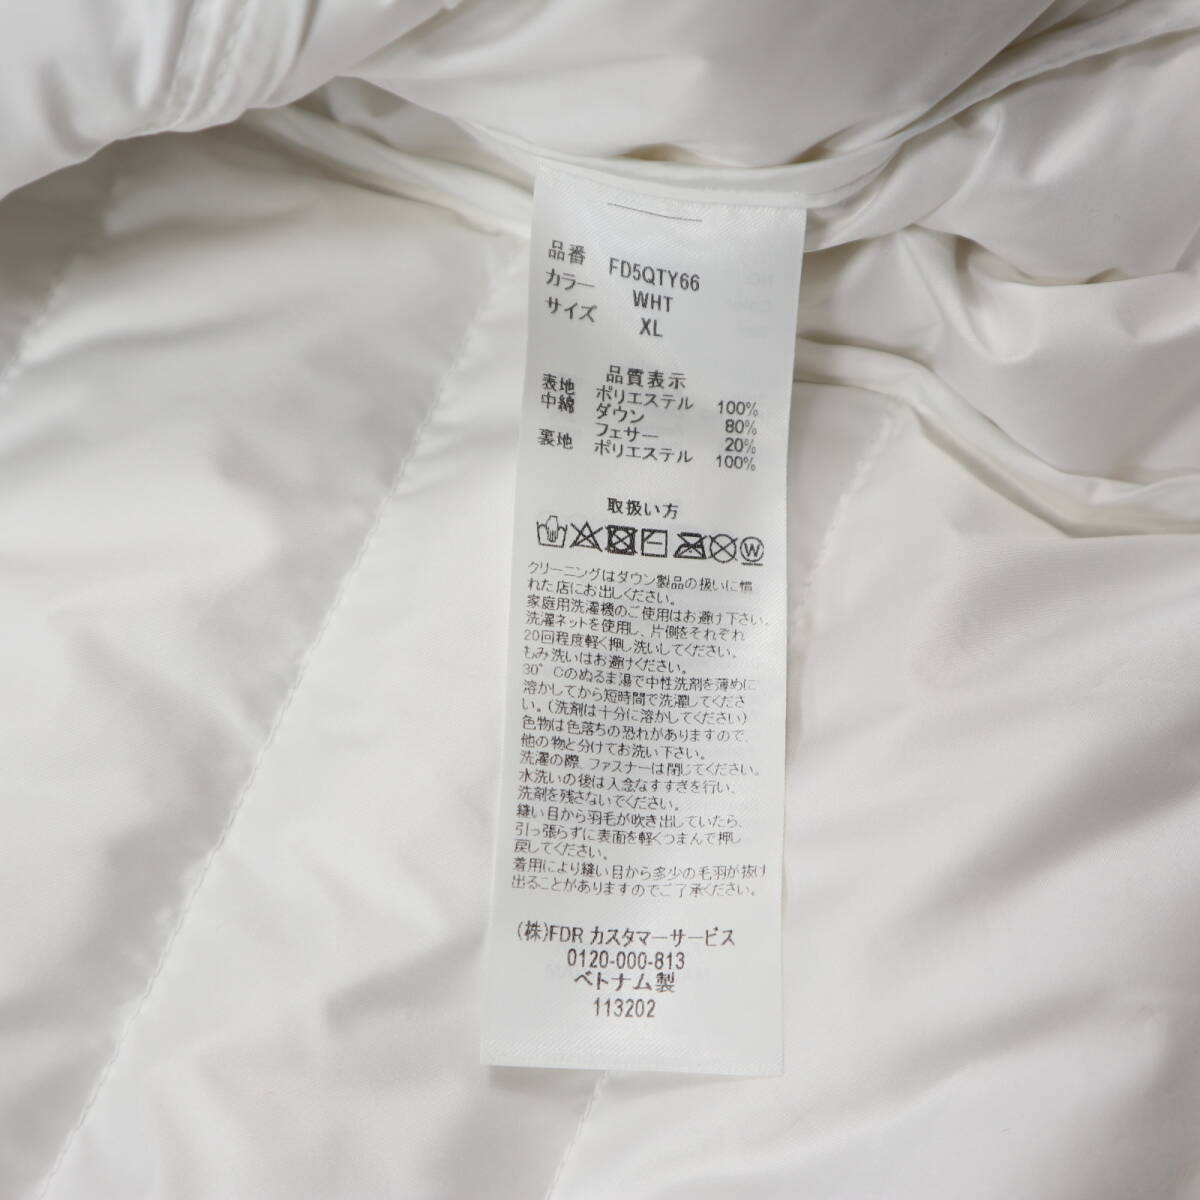 品番 FD5QTY66
カラー WHT
サイズ XL
品質表示
表地 ポリエステル 100%
中綿 ダウン 80%
フェザー 20%
裏地 ポリエステル 100%
取扱い方
W
クリーニングはダウン製品の扱いに慣
れた店にお出しください。
家庭用洗濯機のご使用はお避け下さい。
洗濯ネットを使用し、片側をそれぞれ
20回程度軽く押し洗いしてください。
もみ洗いはお避けください。
30°Cのぬるま湯で中性洗剤を薄めに
溶かしてから短時間で洗濯してくださ
い。(洗剤は十分に溶かしてください)
色物は色落ちの恐れがありますので、
他の物と分けてお洗い下さい。
洗濯の際、ファスナーは閉じてください。
水洗いの後は入念なすすぎを行い、
洗剤を残さないでください。
縫い目から羽毛が吹き出していたら、
引っ張らずに表面を軽くつまんで押し
戻してください。
着用により縫い目から多少の毛羽が抜け
出ることがありますのでご了承ください。
(株)FDR カスタマーサービス
0120-000-813
ベトナム製
113202